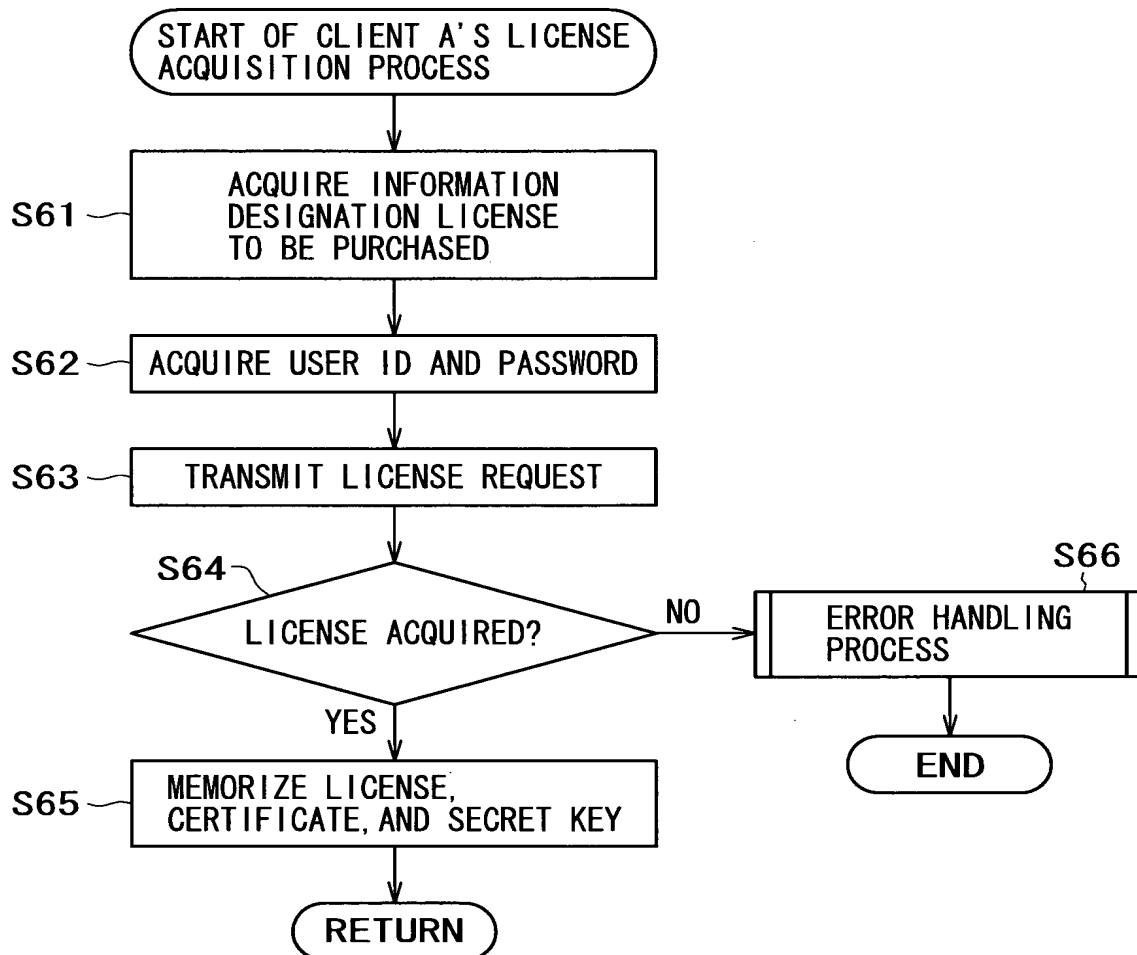 START OF CLIENT A'S LICENSE
ACQUISITION PROCESS
S61
ACQUIRE INFORMATION
DESIGNATION LICENSE
TO BE PURCHASED
S62
ACQUIRE USER ID AND PASSWORD
S63
TRANSMIT LICENSE REQUEST
S64
LICENSE ACQUIRED?
NO
S66
ERROR HANDLING
PROCESS
END
YES
S65
MEMORIZE LICENSE,
CERTIFICATE, AND SECRET KEY
RETURN